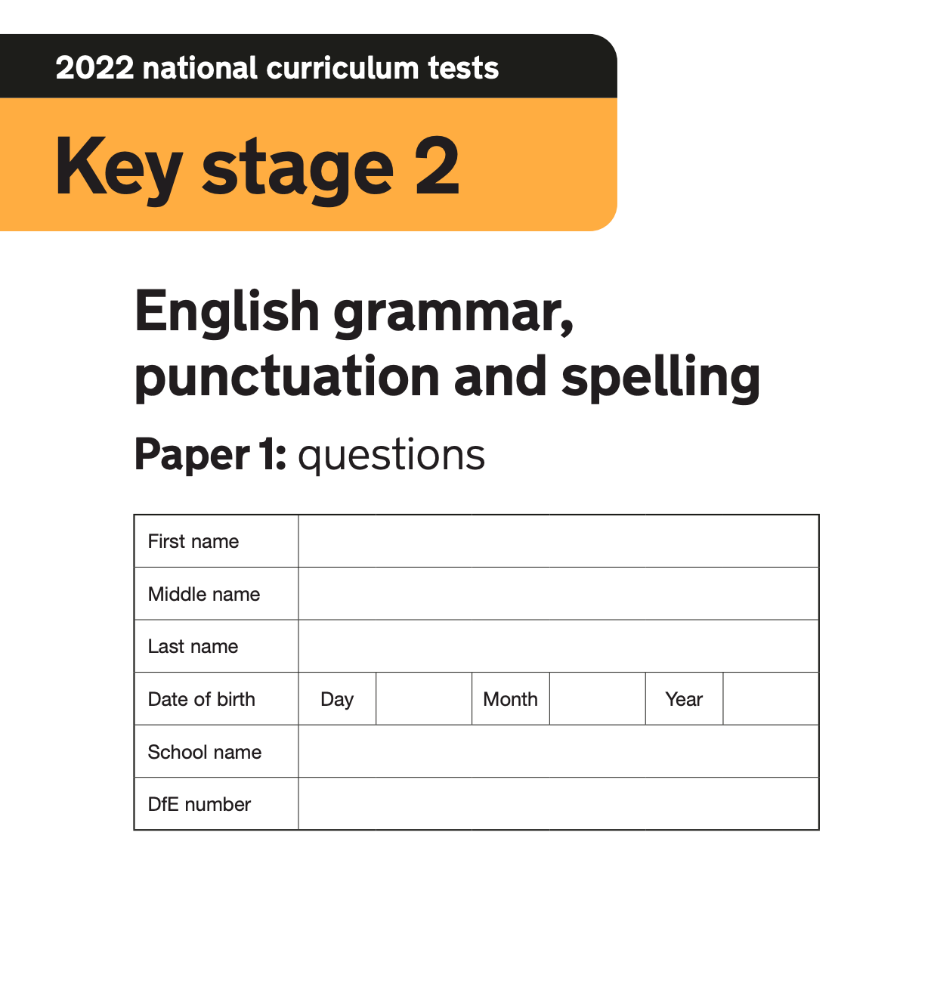 2022 national curriculum tests
Key stage 2
English grammar,
punctuation and spelling
Paper 1: questions
First name
Middle name
Last name
Date of birth Day Month Year
School name
DfE number